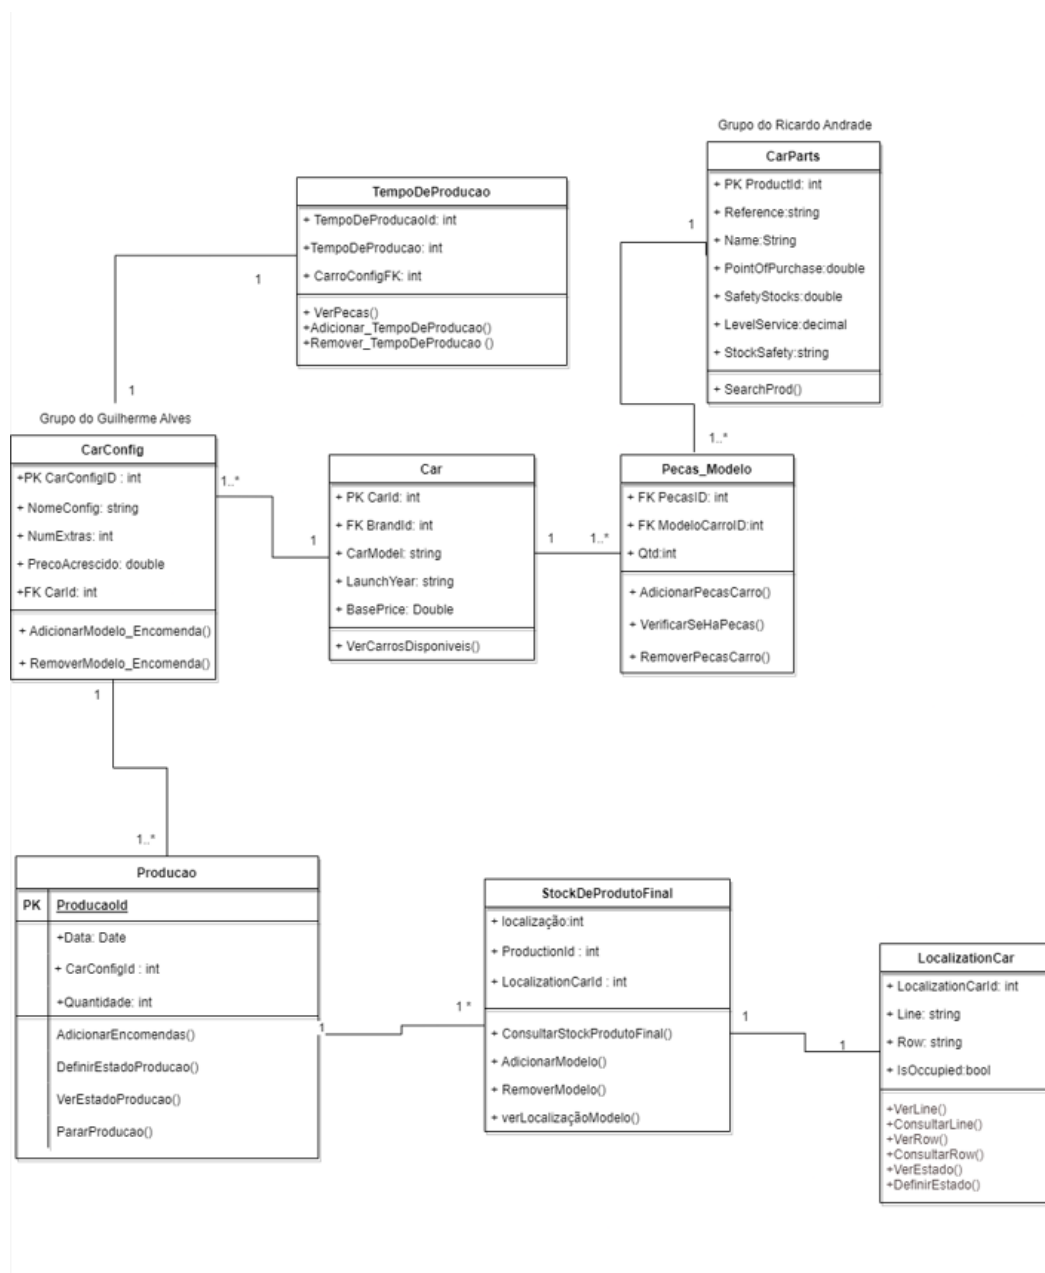 Grupo do Ricardo Andrade
CarParts
+ PK ProductId: int
+ Reference:string
+ Name:String
+ PointOfPurchase:double
+ SafetyStocks:double
+ LevelService:decimal
+ StockSafety:string
+ SearchProd()
1
1..*
TempoDeProducao
+ TempoDeProducaoId: int
+TempoDeProducao: int
+ CarroConfigFK: int
+ VerPecas()
+Adicionar_TempoDeProducao()
+Remover_TempoDeProducao ()
1
1
Grupo do Guilherme Alves
CarConfig
+PK CarConfigID : int
+ NomeConfig: string
+ NumExtras: int
+ PrecoAcrescido: double
+FK CarId: int
+ AdicionarModelo_Encomenda()
+ RemoverModelo_Encomenda()
1..*
1
Car
+ PK CarId: int
+ FK BrandId: int
+ CarModel: string
+ LaunchYear: string
+ BasePrice: Double
+ VerCarrosDisponiveis()
1
1..*
Pecas_Modelo
+ FK PecasID: int
+ FK ModeloCarroID:int
+ Qtd:int
+ AdicionarPecasCarro()
+ VerificarSeHaPecas()
+ RemoverPecasCarro()
1
1..*
Producao
PK ProducaoId
+Data: Date
+ CarConfigId : int
+Quantidade: int
AdicionarEncomendas()
DefinirEstadoProducao()
VerEstadoProducao()
PararProducao()
1
1 *
StockDeProdutoFinal
+ localização:int
+ ProductionId : int
+ LocalizationCarId : int
+ ConsultarStockProdutoFinal()
+ AdicionarModelo()
+ RemoverModelo()
+ verLocalizaçãoModelo()
1
1
LocalizationCar
+ LocalizationCarId: int
+ Line: string
+ Row: string
+ IsOccupied:bool
+VerLine()
+ConsultarLine()
+VerRow()
+ConsultarRow()
+VerEstado()
+DefinirEstado()